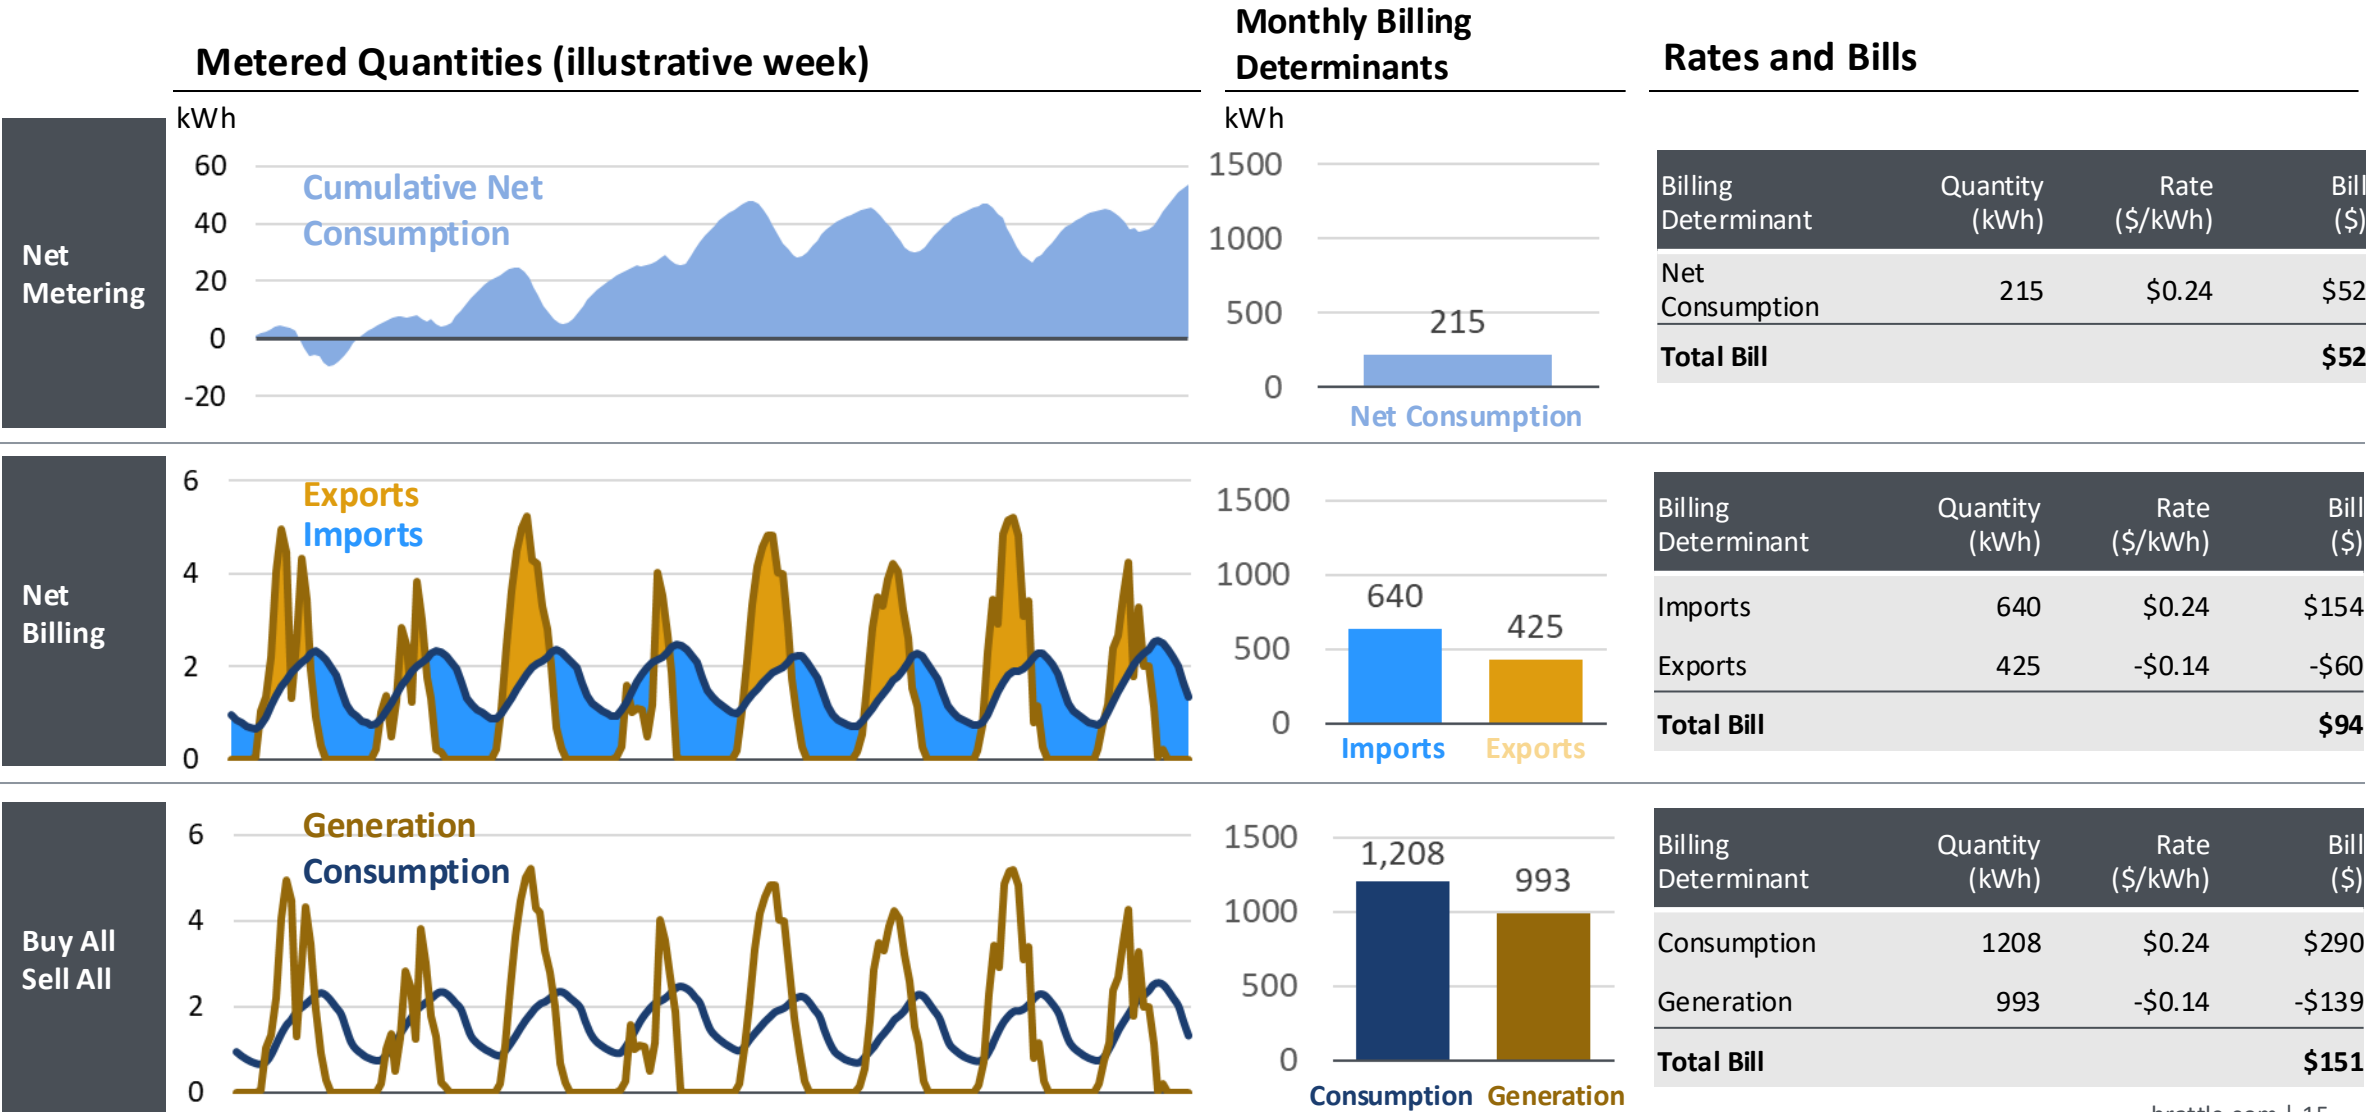 Metered Quantities (illustrative week)
Monthly Billing
Determinants
Rates and Bills
Net
Metering
kWh
60
40
20
0
-20
Cumulative Net
Consumption
kWh
1500
1000
500
0
215
Net Consumption
Billing
Determinant
Quantity
(kWh)
Rate
($/kWh)
Bill
($)
Net
Consumption
215
$0.24
$52
Total Bill
$52
Net
Billing
6
4
2
0
Exports
Imports
1500
1000
500
0
640
425
Imports
Exports
Billing
Determinant
Quantity
(kWh)
Rate
($/kWh)
Bill
($)
Imports
640
$0.24
$154
Exports
425
-$0.14
-$60
Total Bill
$94
Buy All
Sell All
6
4
2
0
Generation
Consumption
1500
1000
500
0
1,208
993
Consumption
Generation
Billing
Determinant
Quantity
(kWh)
Rate
($/kWh)
Bill
($)
Consumption
1208
$0.24
$290
Generation
993
-$0.14
-$139
Total Bill
$151
brattle.com | 15